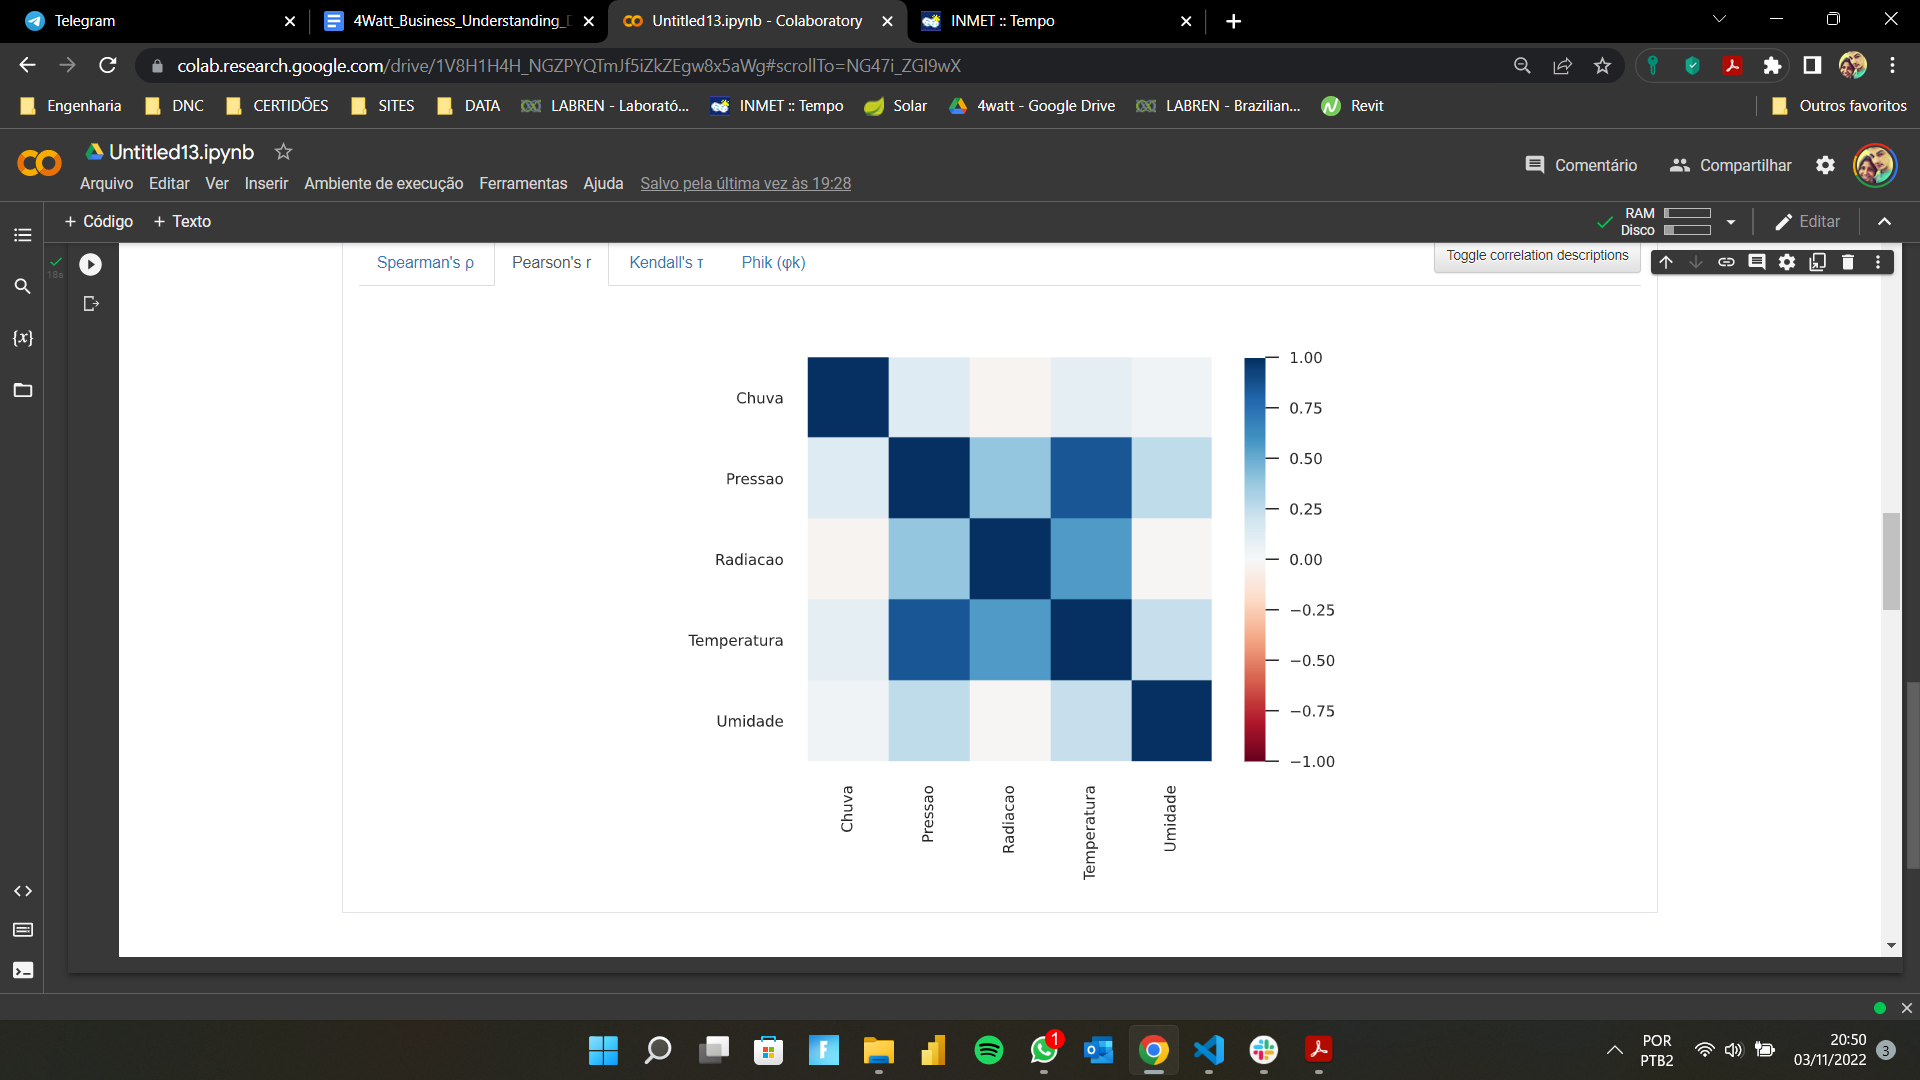 Telegram
4Watt_Business_Understanding_D
Untitled13.ipynb - Colaboratory
INMET :: Tempo
colab.research.google.com/drive/1V8H1H4H_NGZPYQTmJf5iZkZEgw8x5aWg#scrollTo=NG47i_ZGI9wX
Engenharia
DNC
CERTIDÕES
SITES
DATA
LABREN - Laborató...
INMET :: Tempo
Solar
4watt - Google Drive
LABREN - Brazilian...
Revit
Outros favoritos
Untitled13.ipynb
Comentário
Compartilhar
Arquivo Editar Ver Inserir Ambiente de execução Ferramentas Ajuda Salvo pela última vez às 19:28
+ Código + Texto
RAM
Disco
Editar
18s
Spearman's ρ
Pearson's r
Kendall's τ
Phik (φk)
Toggle correlation descriptions
{x}
Chuva
Pressao
Radiacao
Temperatura
Umidade
1.00
0.75
0.50
0.25
0.00
−0.25
−0.50
−0.75
−1.00
Chuva
Pressao
Radiacao
Temperatura
Umidade
F
1
POR
PTB2
20:50
03/11/2022
3